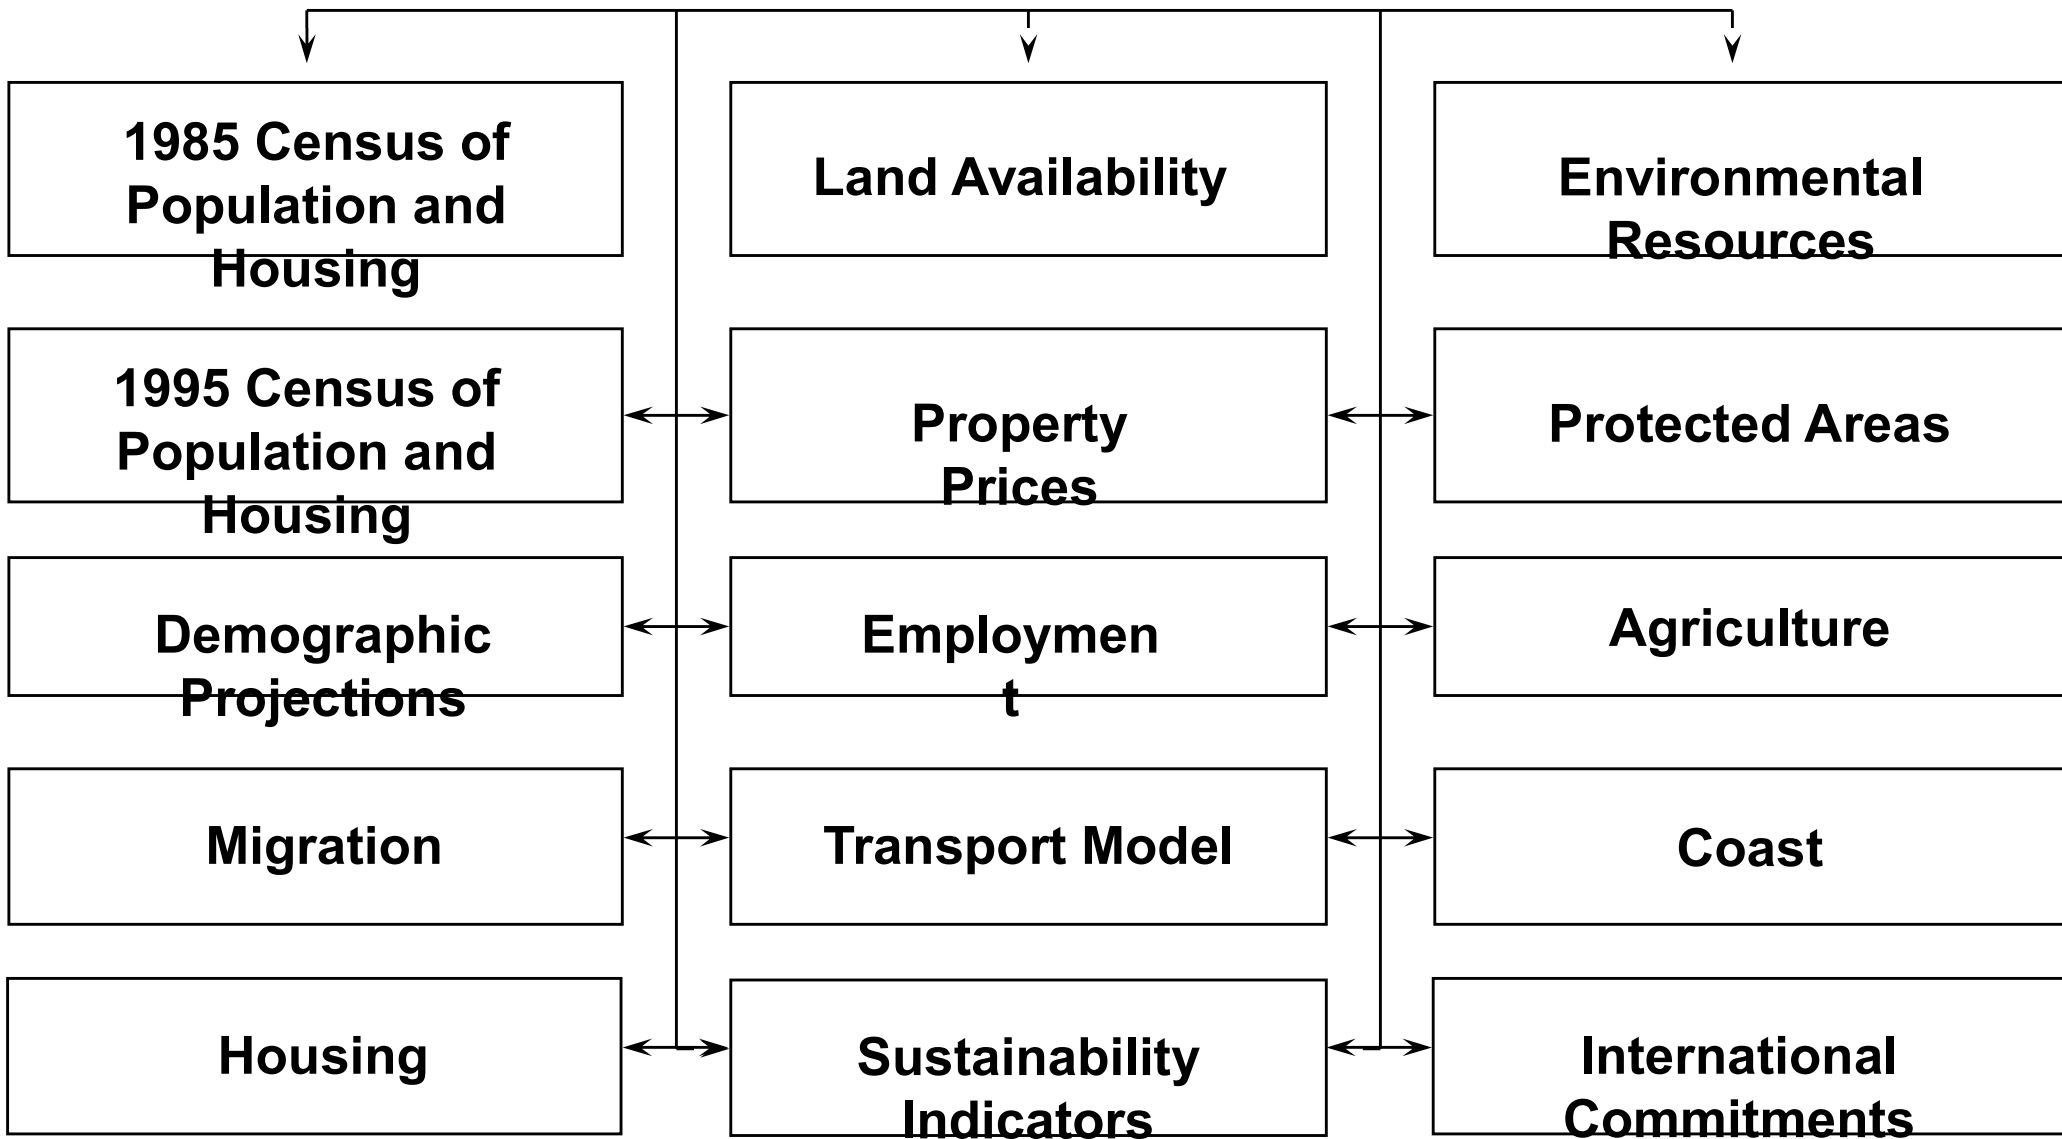 1985 Census of
Population and
Housing
Land Availability
Environmental
Resources
1995 Census of
Population and
Housing
Property
Prices
Protected Areas
Demographic
Projections
Employmen
t
Agriculture
Migration
Transport Model
Coast
Housing
Sustainability
Indicators
International
Commitments